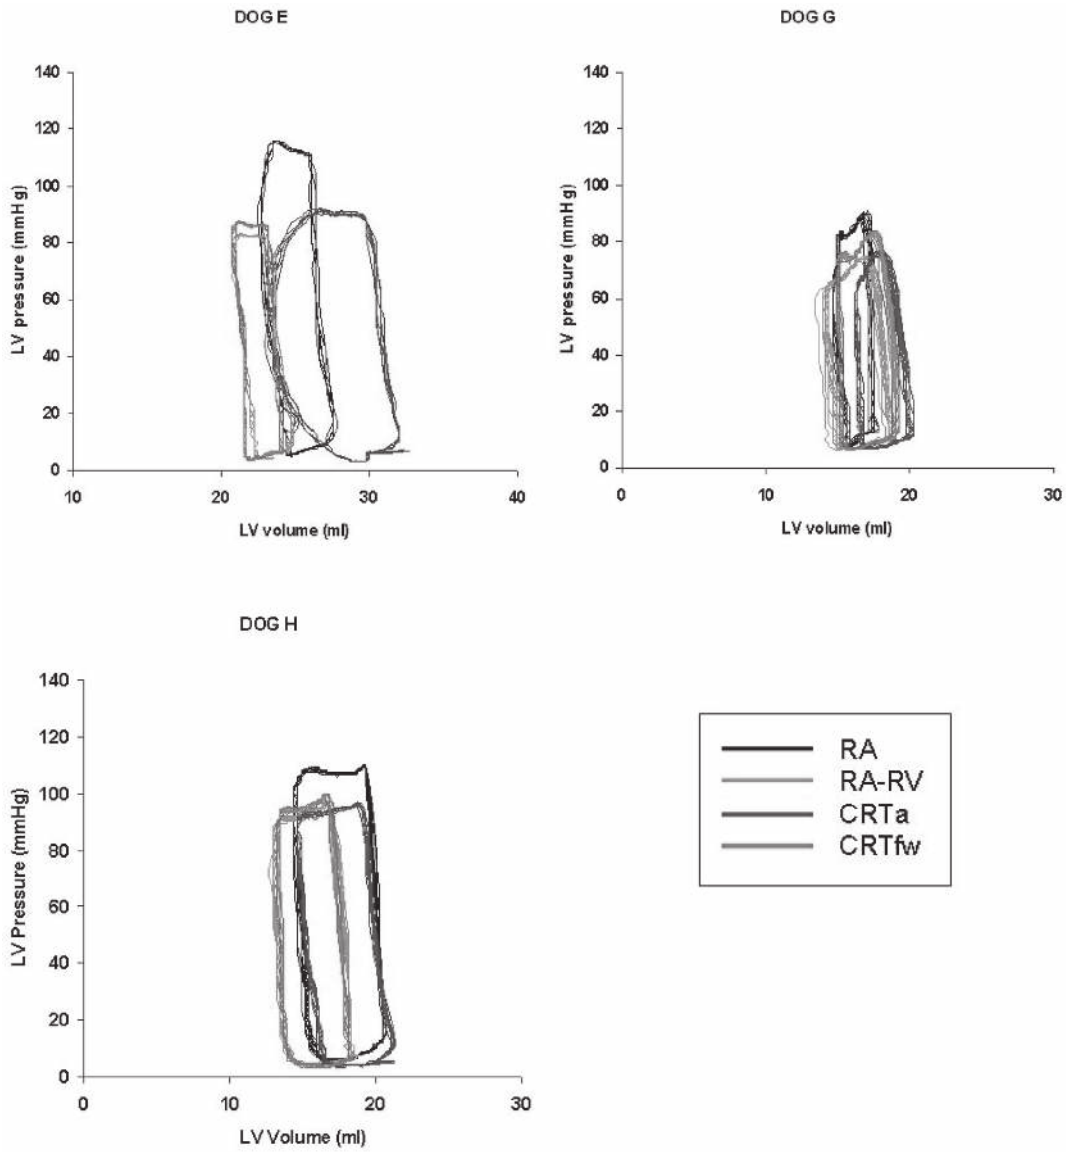 DOG E
140
120
100
80
60
40
20
0
10 20 30 40
LV pressure (mmHg)
LV volume (ml)
DOG G
140
120
100
80
60
40
20
0
0 10 20 30
LV pressure (mmHg)
LV volume (ml)
DOG H
140
120
100
80
60
40
20
0
0 10 20 30
LV Pressure (mmHg)
LV Volume (ml)
RA
RA-RV
CRTa
CRTfw